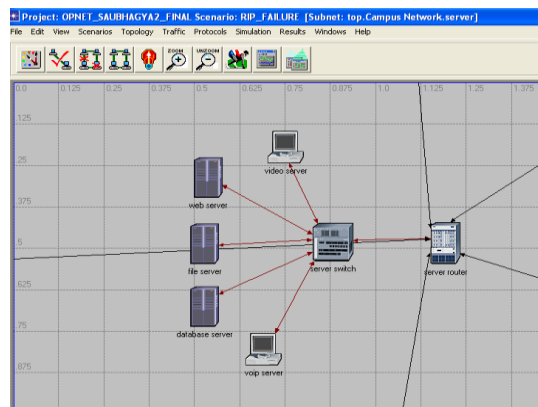 Project: OPNET_SAUBHAGYA2_FINAL Scenario: RIP_FAILURE [Subnet: top.Campus Network.server]
File Edit View Scenarios Topology Traffic Protocols Simulation Results Windows Help
ZOOM UNZOOM
0.0 0.125 0.25 0.375 0.5 0.625 0.75 0.875 1.0 1.125 1.25 1.375
.125
video server
.25
web server
.375
.5
file server
server switch
server router
.625
database server
.75
voip server
.875